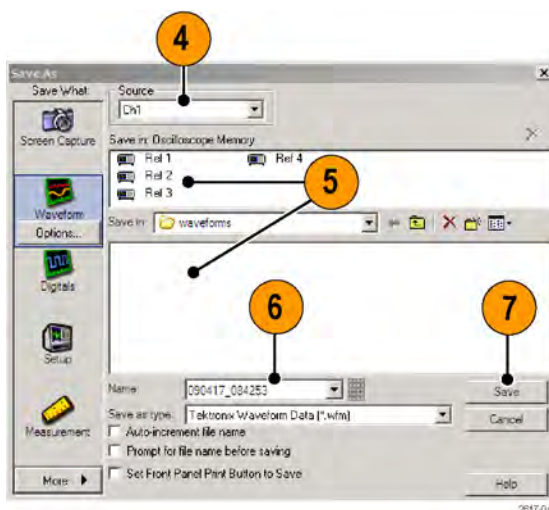 4
Save As
Save What:
Source
Ch1
Screen Capture
Save in: Oscilloscope Memory
Ref 1
Ref 4
Ref 2
Ref 3
5
Waveform
Options...
Save in:
waveforms
Digitals
6
7
Setup
Name:
090417_084253
Save
Save as type:
Tektronix Waveform Data (*.wfm)
Cancel
Measurement
Auto-increment file name
Prompt for file name before saving
Set Front Panel Print Button to Save
More
Help